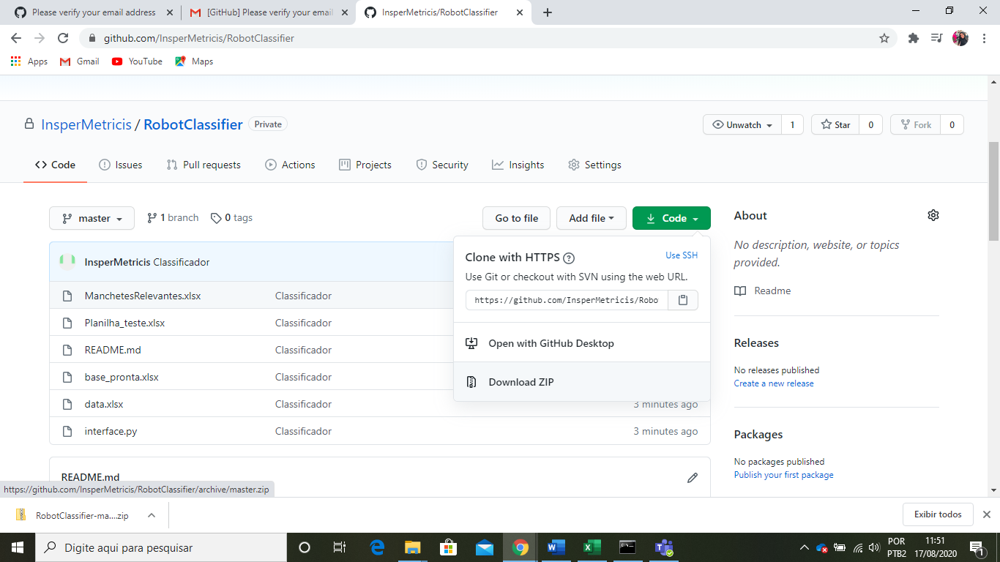 Please verify your email address
[GitHub] Please verify your email
InsperMetricis/RobotClassifier
github.com/InsperMetricis/RobotClassifier
Apps
Gmail
YouTube
Maps
InsperMetricis / RobotClassifier Private
Unwatch 1
Star 0
Fork 0
Code
Issues
Pull requests
Actions
Projects
Security
Insights
Settings
master
1 branch
0 tags
Go to file
Add file
Code
InsperMetricis Classificador
ManchetesRelevantes.xlsx Classificador
Planilha_teste.xlsx Classificador
README.md Classificador
base_pronta.xlsx Classificador
data.xlsx Classificador 3 minutes ago
interface.py Classificador 3 minutes ago
Clone with HTTPS
Use SSH
Use Git or checkout with SVN using the web URL.
https://github.com/InsperMetricis/Robo
Open with GitHub Desktop
Download ZIP
About
No description, website, or topics
provided.
Readme
Releases
No releases published
Create a new release
Packages
No packages published
Publish your first package
README.md
https://github.com/InsperMetricis/RobotClassifier/archive/master.zip
RobotClassifier-ma....zip
Exibir todos
Digite aqui para pesquisar
POR
PTB2
11:51
17/08/2020
1